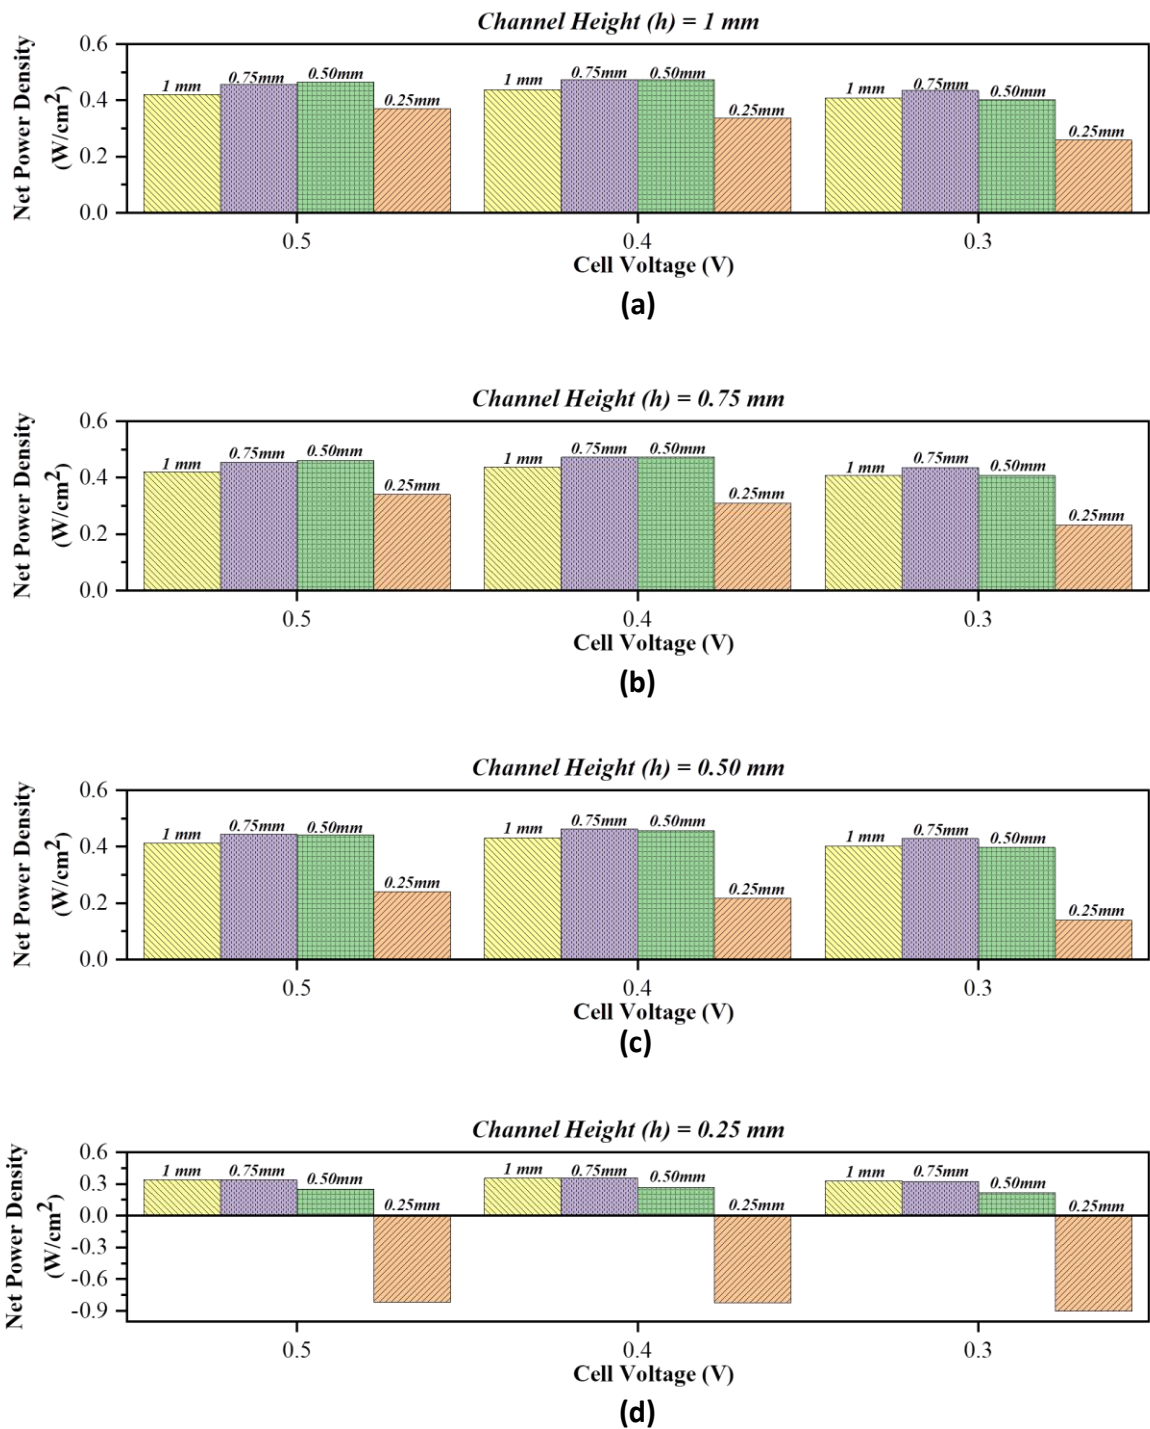 Channel Height (h) = 1 mm
Net Power Density
(W/cm2)
0.6
0.4
0.2
0.0
1 mm
0.75mm
0.50mm
0.25mm
1 mm
0.75mm
0.50mm
0.25mm
1 mm
0.75mm
0.50mm
0.25mm
0.5
0.4
0.3
Cell Voltage (V)
(a)
Channel Height (h) = 0.75 mm
Net Power Density
(W/cm2)
0.6
0.4
0.2
0.0
1 mm
0.75mm
0.50mm
0.25mm
1 mm
0.75mm
0.50mm
0.25mm
1 mm
0.75mm
0.50mm
0.25mm
0.5
0.4
0.3
Cell Voltage (V)
(b)
Channel Height (h) = 0.50 mm
Net Power Density
(W/cm2)
0.6
0.4
0.2
0.0
1 mm
0.75mm
0.50mm
0.25mm
1 mm
0.75mm
0.50mm
0.25mm
1 mm
0.75mm
0.50mm
0.25mm
0.5
0.4
0.3
Cell Voltage (V)
(c)
Channel Height (h) = 0.25 mm
Net Power Density
(W/cm2)
0.6
0.3
0.0
-0.3
-0.6
-0.9
1 mm
0.75mm
0.50mm
0.25mm
1 mm
0.75mm
0.50mm
0.25mm
1 mm
0.75mm
0.50mm
0.25mm
0.5
0.4
0.3
Cell Voltage (V)
(d)